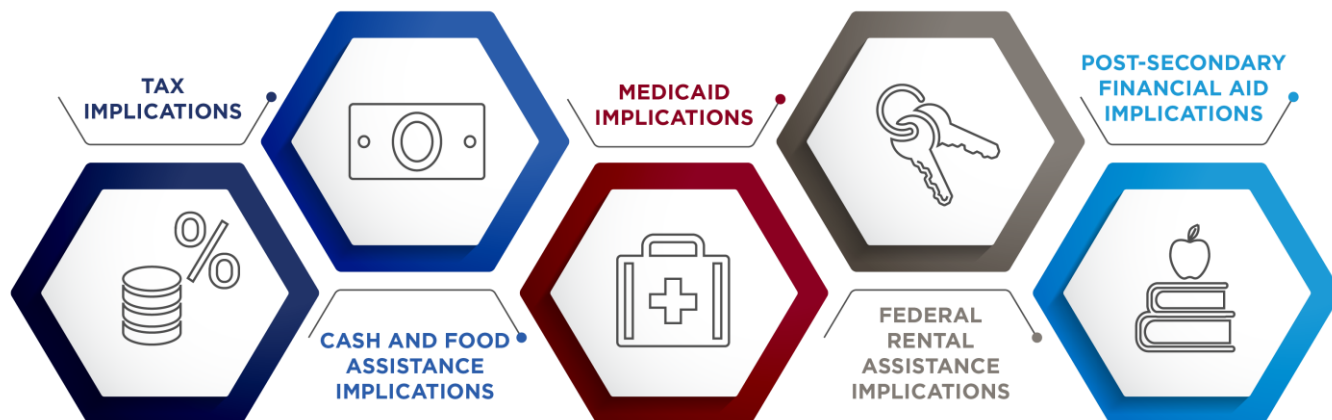 TAX
IMPLICATIONS
CASH AND FOOD
ASSISTANCE
IMPLICATIONS
MEDICAID
IMPLICATIONS
FEDERAL
RENTAL
ASSISTANCE
IMPLICATIONS
POST-SECONDARY
FINANCIAL AID
IMPLICATIONS
%